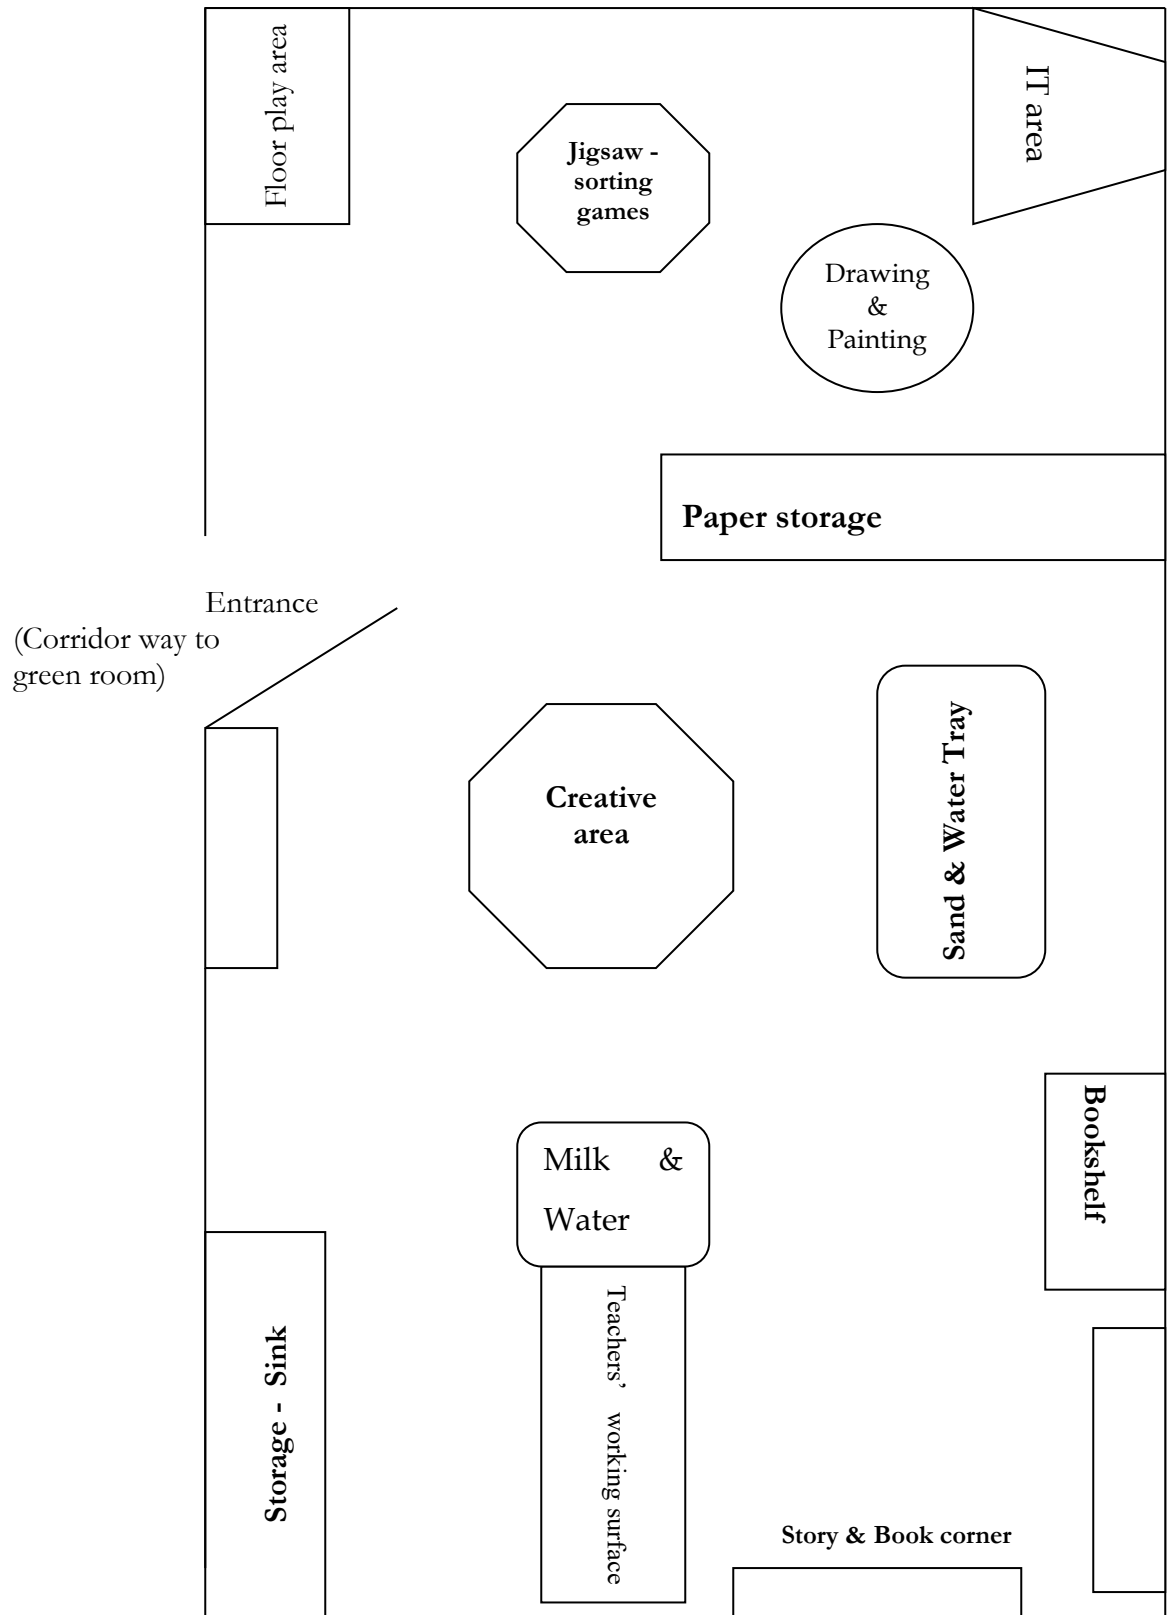 Floor play area
IT area
Jigsaw -
sorting
games
Drawing
&
Painting
Paper storage
Entrance
(Corridor way to
green room)
Creative
area
Sand & Water Tray
Bookshelf
Milk &
Water
Teachers' working surface
Storage - Sink
Story & Book corner